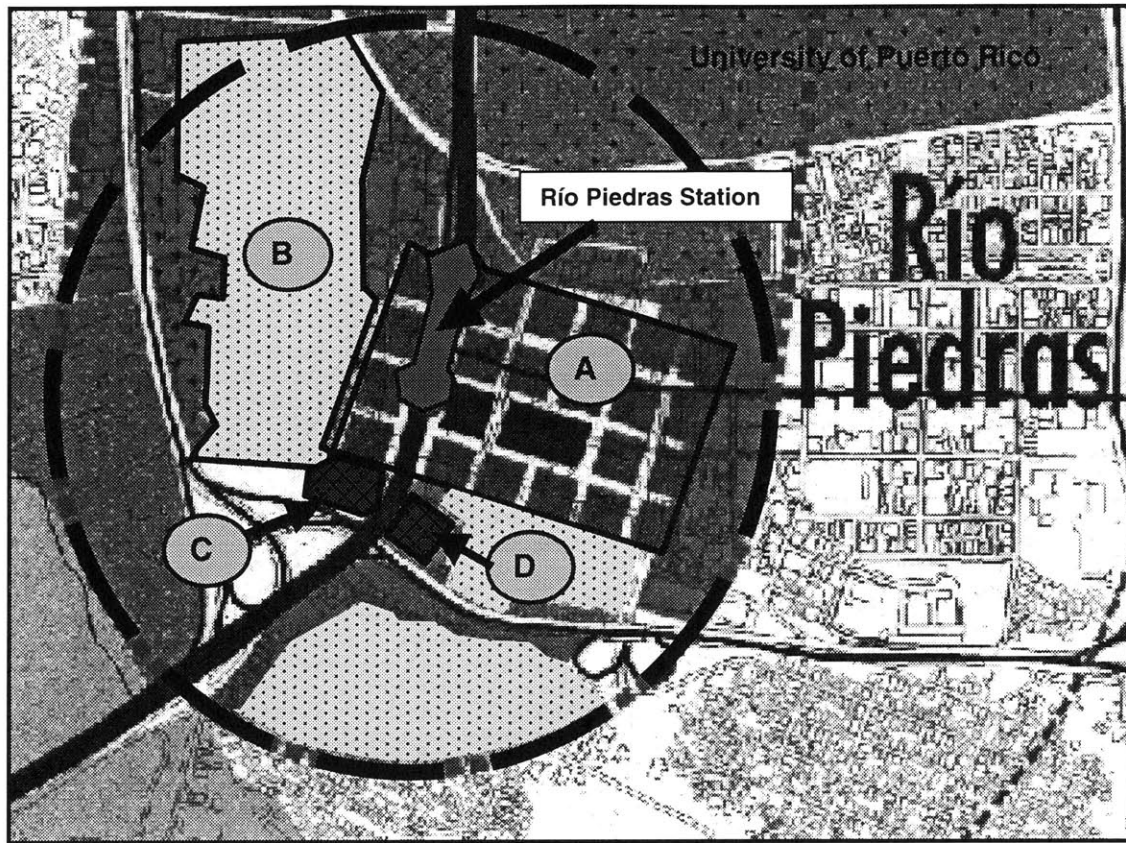 University of Puerto Rico
Río Piedras Station
Río
Piedras
B
A
C
D